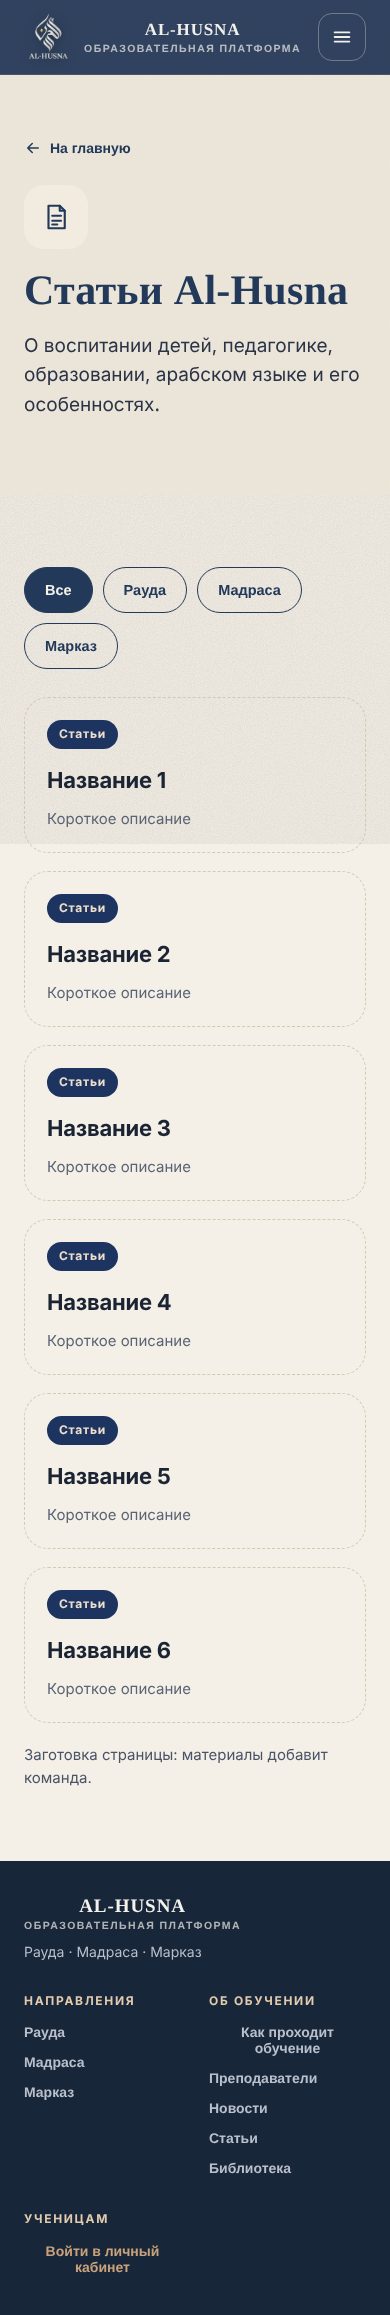 AL-HUSNA
AL-HUSNA
ОБРАЗОВАТЕЛЬНАЯ ПЛАТФОРМА
← На главную
Статьи Al-Husna
О воспитании детей, педагогике,
образовании, арабском языке и его
особенностях.
Все
Рауда
Мадраса
Марказ
Статьи
Название 1
Короткое описание
Статьи
Название 2
Короткое описание
Статьи
Название 3
Короткое описание
Статьи
Название 4
Короткое описание
Статьи
Название 5
Короткое описание
Статьи
Название 6
Короткое описание
Заготовка страницы: материалы добавит
команда.
AL-HUSNA
ОБРАЗОВАТЕЛЬНАЯ ПЛАТФОРМА
Рауда · Мадраса · Марказ
НАПРАВЛЕНИЯ
Рауда
Мадраса
Марказ
ОБ ОБУЧЕНИИ
Как проходит
обучение
Преподаватели
Новости
Статьи
Библиотека
УЧЕНИЦАМ
Войти в личный
кабинет